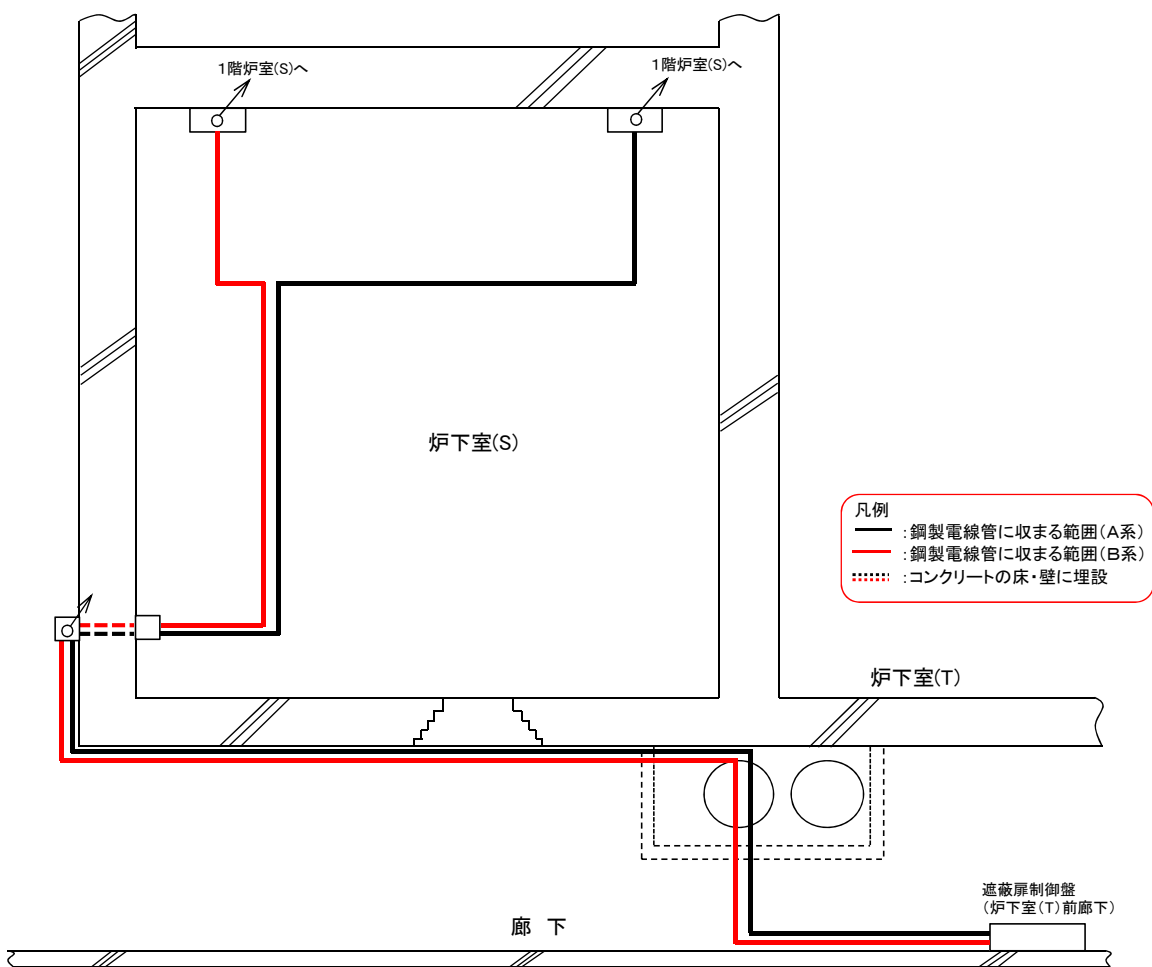 1階炉室(S)へ
1階炉室(S)へ
炉下室(S)
凡例
:鋼製電線管に収まる範囲(A系)
:鋼製電線管に収まる範囲(B系)
:コンクリートの床・壁に埋設
炉下室(T)
遮蔽扉制御盤
(炉下室(T)前廊下)
廊 下